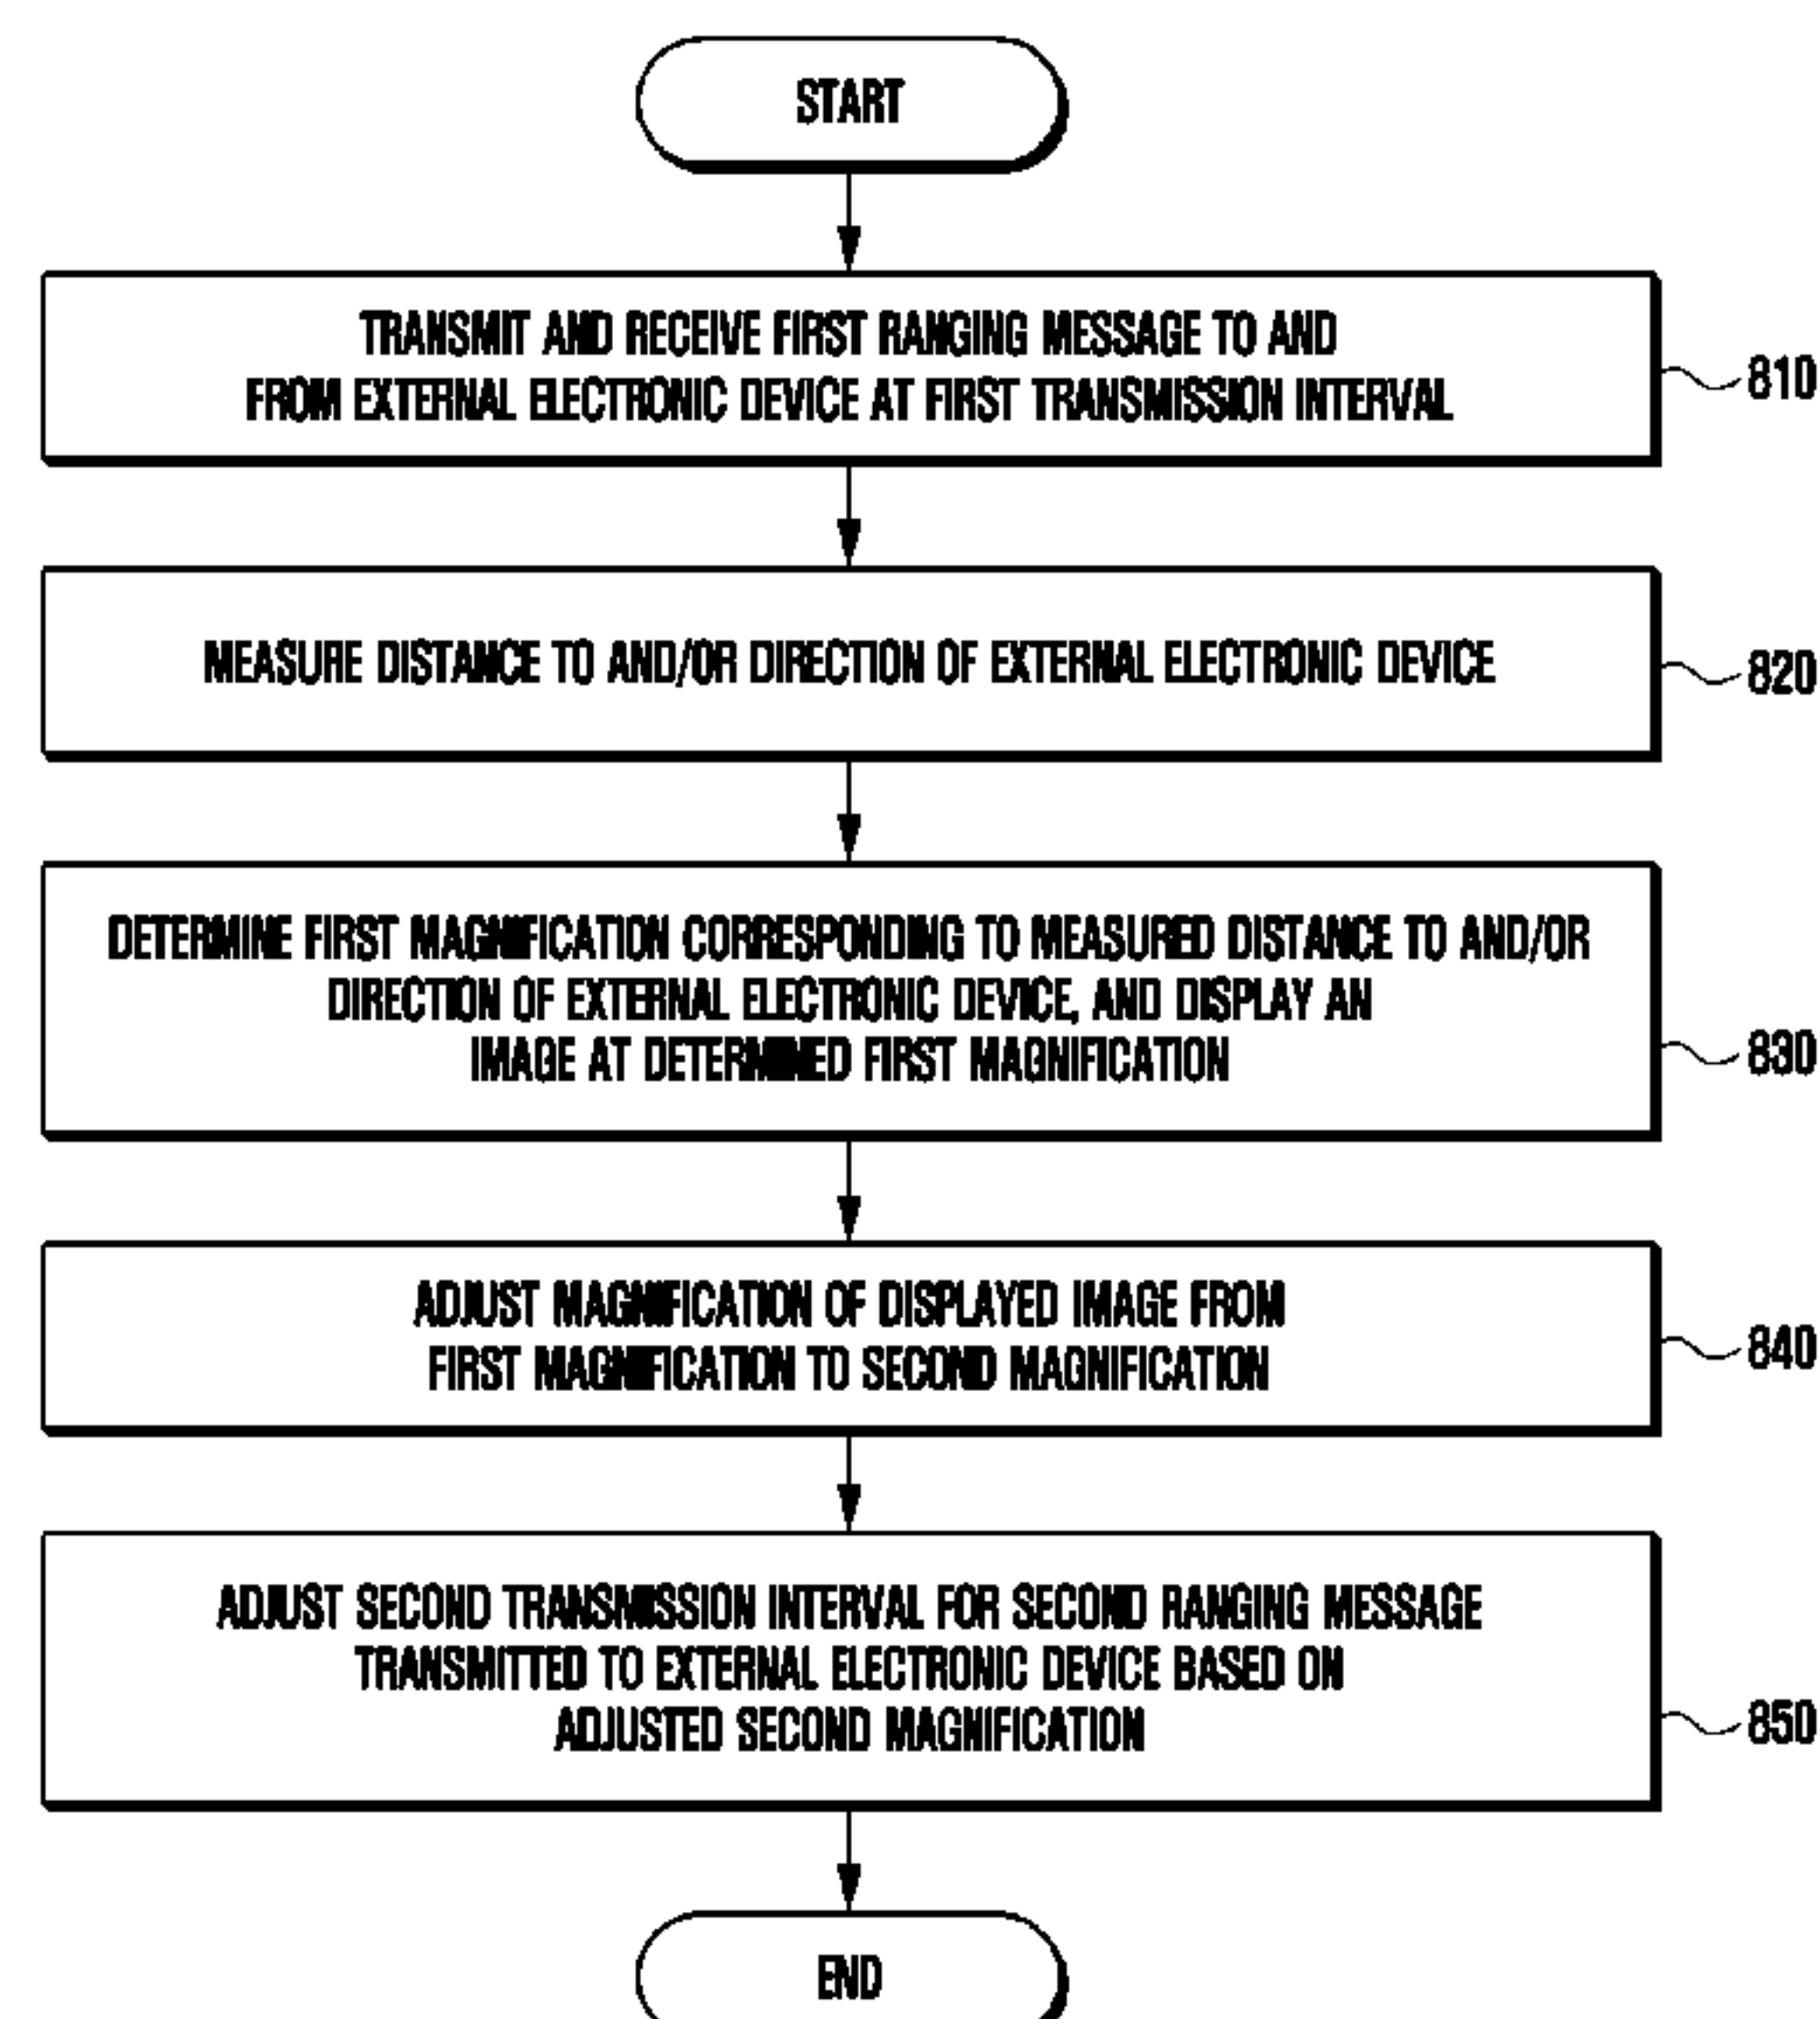 START
TRANSMIT AND RECEIVE FIRST RANGING MESSAGE TO AND
FROM EXTERNAL ELECTRONIC DEVICE AT FIRST TRANSMISSION INTERVAL
810
MEASURE DISTANCE TO AND/OR DIRECTION OF EXTERNAL ELECTRONIC DEVICE
820
DETERMINE FIRST MAGNIFICATION CORRESPONDING TO MEASURED DISTANCE TO AND/OR
DIRECTION OF EXTERNAL ELECTRONIC DEVICE, AND DISPLAY AN
IMAGE AT DETERMINED FIRST MAGNIFICATION
830
ADJUST MAGNIFICATION OF DISPLAYED IMAGE FROM
FIRST MAGNIFICATION TO SECOND MAGNIFICATION
840
ADJUST SECOND TRANSMISSION INTERVAL FOR SECOND RANGING MESSAGE
TRANSMITTED TO EXTERNAL ELECTRONIC DEVICE BASED ON
ADJUSTED SECOND MAGNIFICATION
850
END